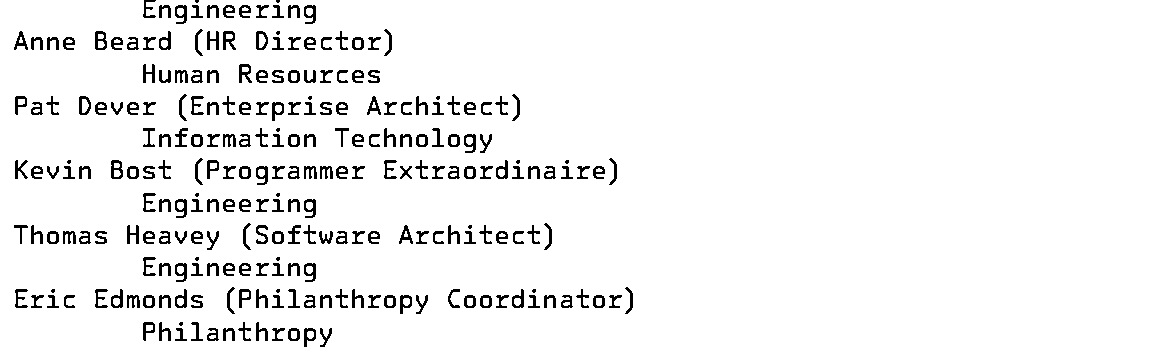 Engineering
Anne Beard (HR Director)
Human Resources
Pat Dever (Enterprise Architect)
Information Technology
Kevin Bost (Programmer Extraordinaire)
Engineering
Thomas Heavey (Software Architect)
Engineering
Eric Edmonds (Philanthropy Coordinator)
Philanthropy